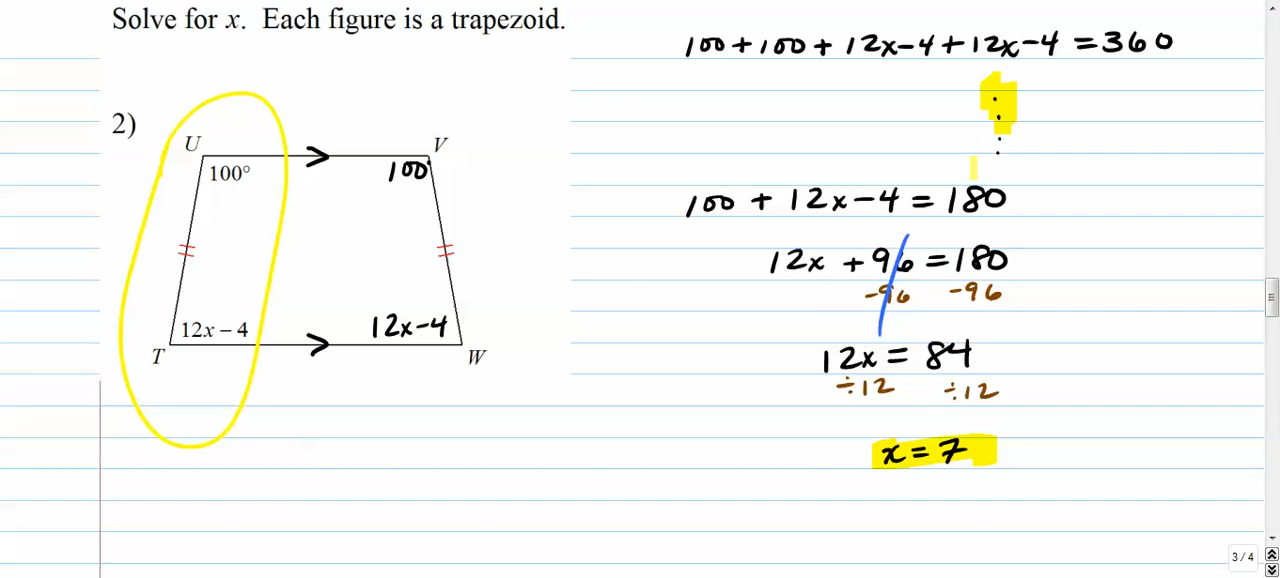 Solve for x. Each figure is a trapezoid.
2)
U
V
100°
100°
12x – 4
12x-4
T
W
100 + 100 + 12x-4 + 12x-4 = 360
100 + 12x-4 = 180
12x + 96 = 180
-96 -96
12x = 84
÷12 ÷12
x = 7
3 / 4